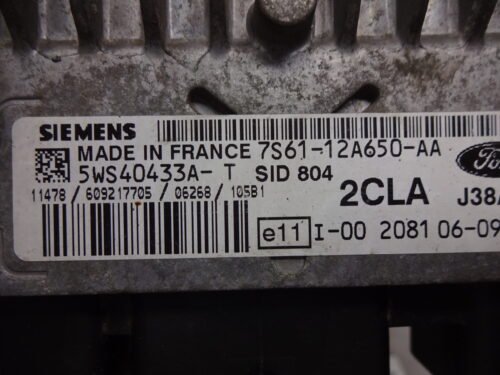 SIEMENS
MADE IN FRANCE 7S61-12A650-AA
5WS40433A- T SID 804
11478 / 609217705 / 06268 / 105B1
2CLA J38A
e11 I-00 2081 06-09